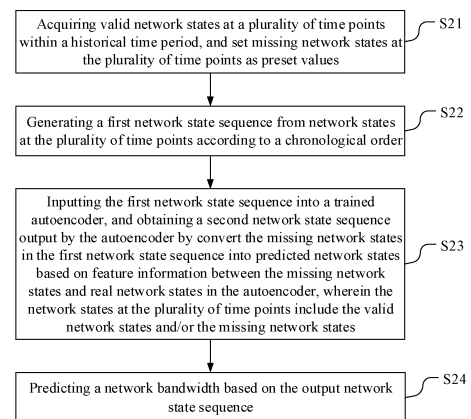 Acquiring valid network states at a plurality of time points
within a historical time period, and set missing network states at
the plurality of time points as preset values
S21
Generating a first network state sequence from network states
at the plurality of time points according to a chronological order
S22
Inputting the first network state sequence into a trained
autoencoder, and obtaining a second network state sequence
output by the autoencoder by convert the missing network states
in the first network state sequence into predicted network states
based on feature information between the missing network
states and real network states in the autoencoder, wherein the
network states at the plurality of time points include the valid
network states and/or the missing network states
S23
Predicting a network bandwidth based on the output network
state sequence
S24